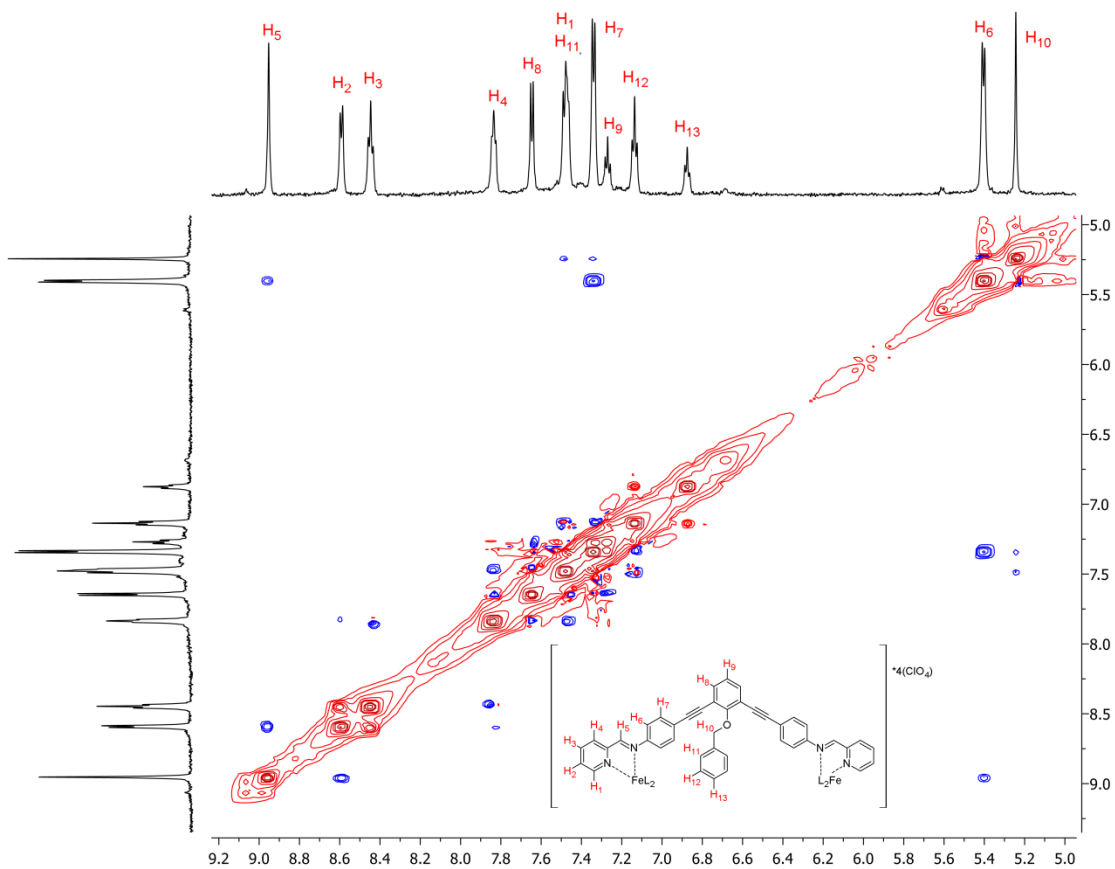 H5
H2
H3
H4
H8
H1
H11
H7
H9
H12
H13
H6
H10
5.0
5.5
6.0
6.5
7.0
7.5
8.0
8.5
9.0
9.2 9.0 8.8 8.6 8.4 8.2 8.0 7.8 7.6 7.4 7.2 7.0 6.8 6.6 6.4 6.2 6.0 5.8 5.6 5.4 5.2 5.0
*4(ClO4)
H9
H8
H7
H6
H5
H4
H3
H2
H1
N
N
FeL2
H10
O
H11
H12
H13
N
N
L2Fe